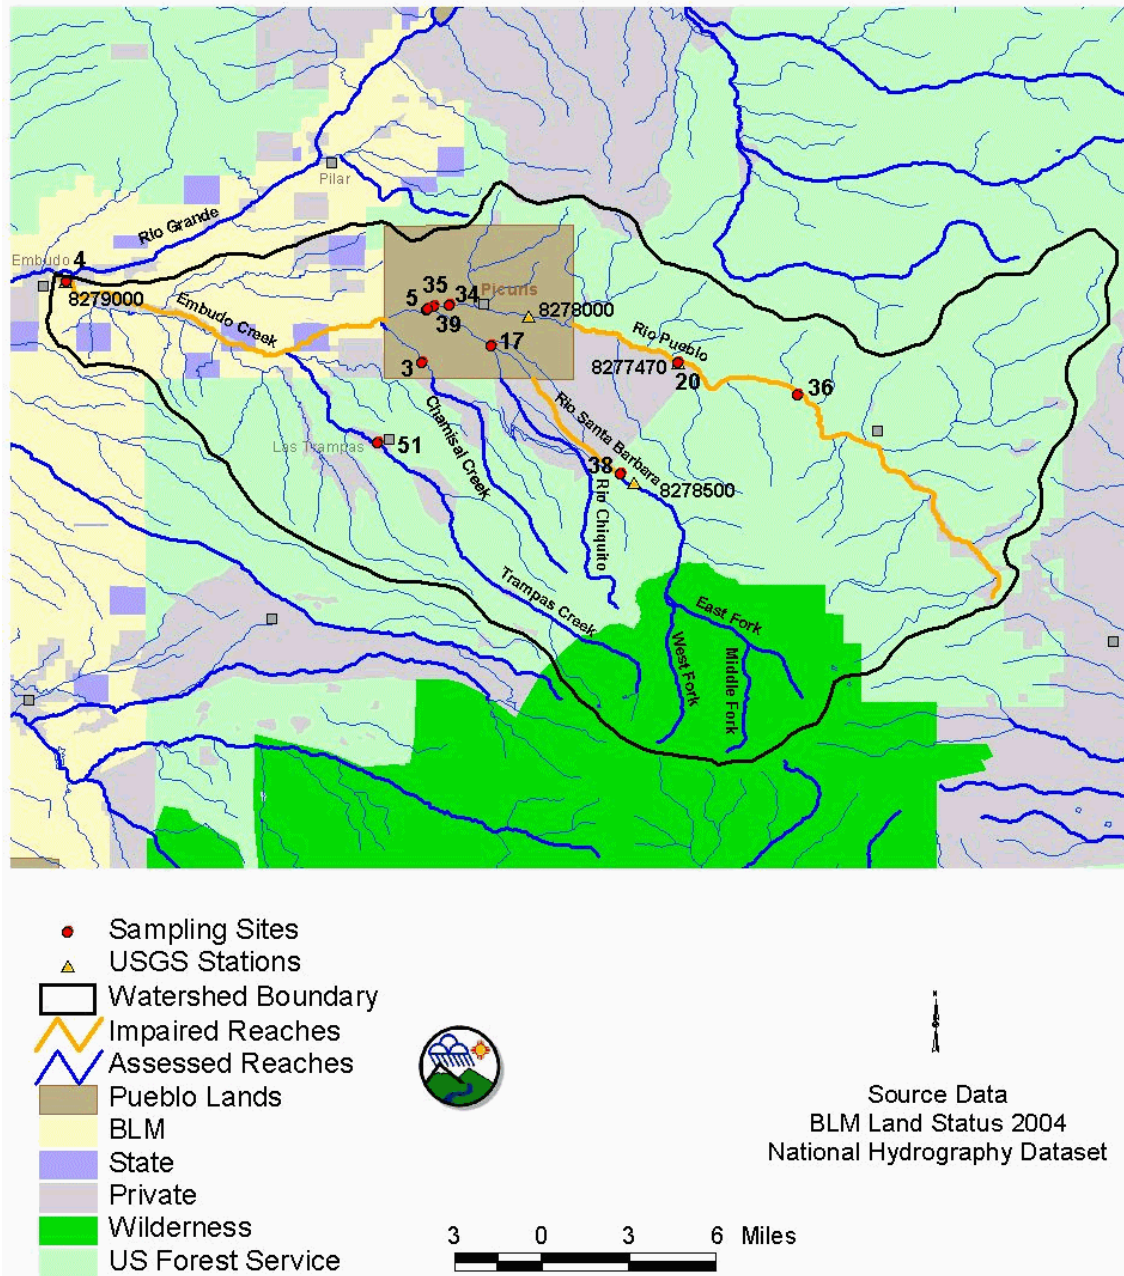 Pilar
Rio Grande
Embudo
4
8279000
Embudo Creek
35
34
Picuris
5
39
8278000
17
3
Rio Pueblo
8277470
20
36
Rio Santa Barbara
Chamisal Creek
Las Trampas
51
38
8278500
Rio Chiquito
Trampas Creek
East Fork
West Fork
Middle Fork
Sampling Sites
USGS Stations
Watershed Boundary
Impaired Reaches
Assessed Reaches
Pueblo Lands
BLM
State
Private
Wilderness
US Forest Service
Source Data
BLM Land Status 2004
National Hydrography Dataset
3 0 3 6 Miles